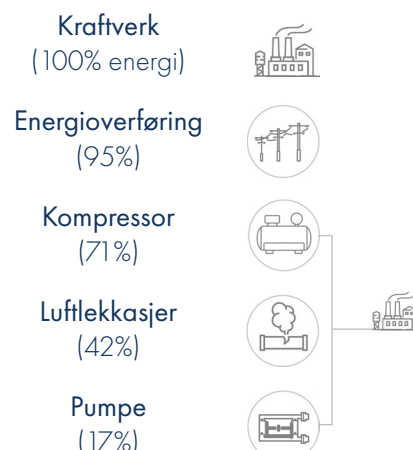 Kraftverk
(100% energi)
Energioverføring
(95%)
Kompressor
(71%)
Luftlekkasjer
(42%)
Pumpe
(17%)